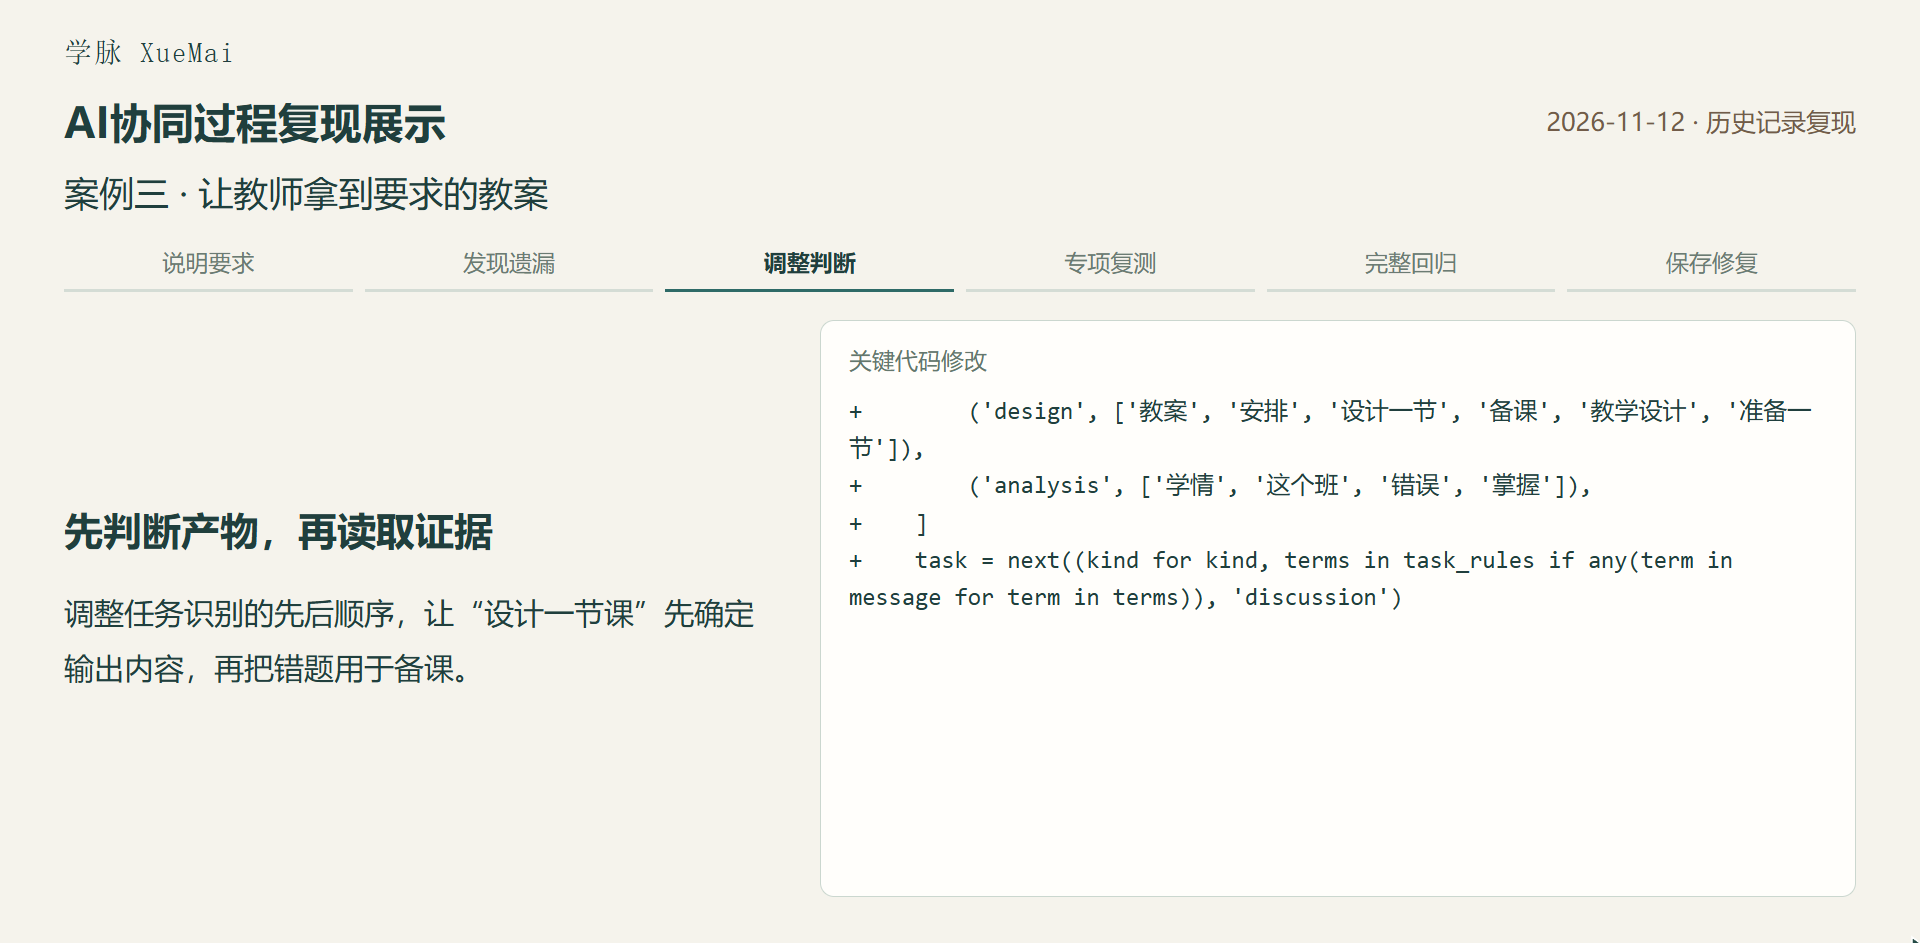 学脉 XueMai
AI协同过程复现展示
2026-11-12 · 历史记录复现
案例三 · 让教师拿到要求的教案
说明要求
发现遗漏
调整判断
专项复测
完整回归
保存修复
先判断产物，再读取证据
调整任务识别的先后顺序，让“设计一节课”先确定
输出内容，再把错题用于备课。
关键代码修改
+        ('design', ['教案', '安排', '设计一节', '备课', '教学设计', '准备一
节']),
+        ('analysis', ['学情', '这个班', '错误', '掌握']),
+    ]
+    task = next((kind for kind, terms in task_rules if any(term in
message for term in terms)), 'discussion')